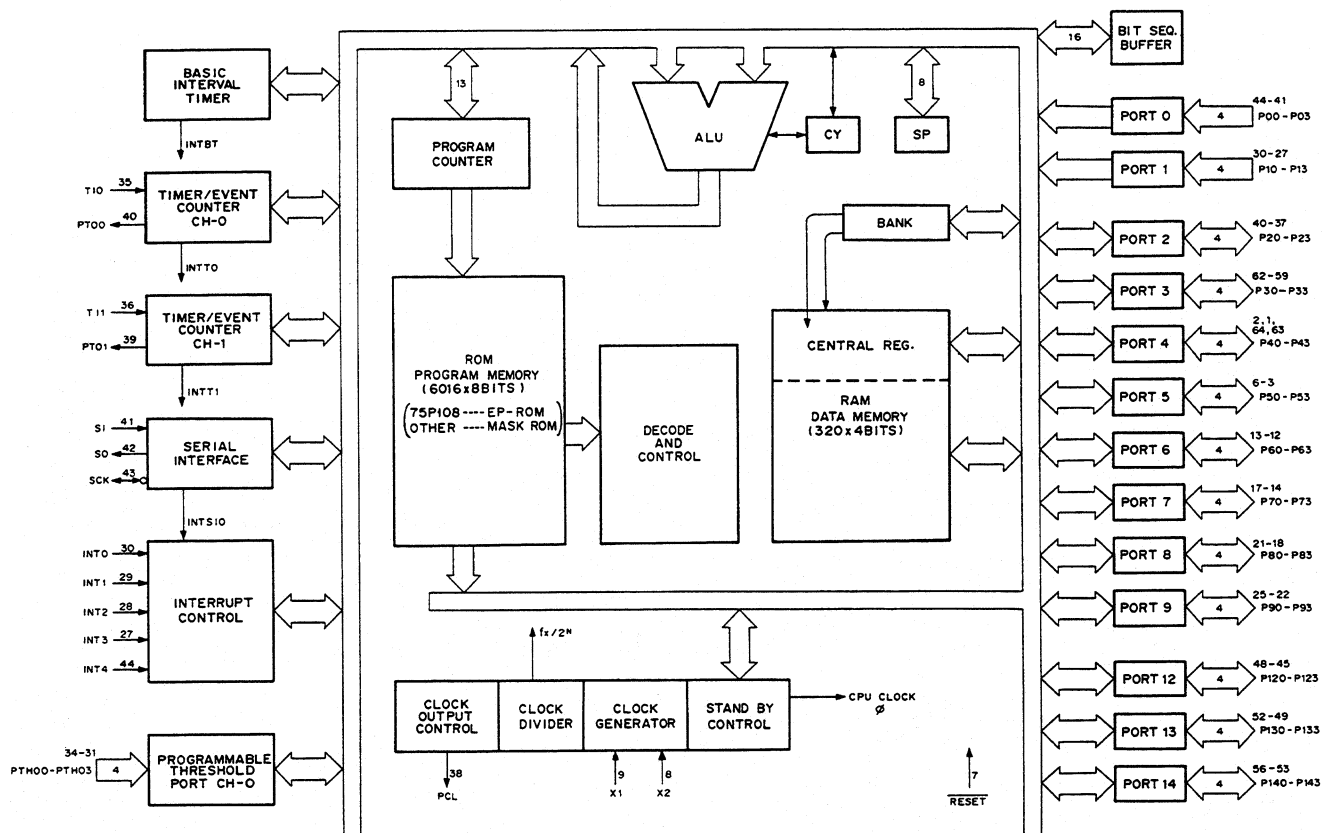 BASIC
INTERVAL
TIMER
INTBT
TIO
35
PTOO
40
TIMER/EVENT
COUNTER
CH-0
INTTO
TI1
36
PTO1
39
TIMER/EVENT
COUNTER
CH-1
INTT1
SI
41
SO
42
SCK
43
SERIAL
INTERFACE
INTSIO
INTO
30
INT1
29
INT2
28
INT3
27
INT4
44
INTERRUPT
CONTROL
34-31
PTHOO-PTHO3
4
PROGRAMMABLE
THRESHOLD
PORT CH-0
13
PROGRAM
COUNTER
ROM
PROGRAM MEMORY
(6016x8BITS)
(75P108 ---- EP-ROM
OTHER ---- MASK ROM)
DECODE
AND
CONTROL
ALU
CY
8
SP
BANK
CENTRAL REG.
RAM
DATA MEMORY
(320x4BITS)
fx/2ᴺ
CLOCK
OUTPUT
CONTROL
CLOCK
DIVIDER
CLOCK
GENERATOR
STAND BY
CONTROL
CPU CLOCK
Φ
38
PCL
9
X1
8
X2
7
RESET
16
BIT SEQ.
BUFFER
PORT 0
4
44-41
P00-P03
PORT 1
4
30-27
P10-P13
PORT 2
4
40-37
P20-P23
PORT 3
4
62-59
P30-P33
PORT 4
4
2,1,
64,63
P40-P43
PORT 5
4
6-3
P50-P53
PORT 6
4
13-12
P60-P63
PORT 7
4
17-14
P70-P73
PORT 8
4
21-18
P80-P83
PORT 9
4
25-22
P90-P93
PORT 12
4
48-45
P120-P123
PORT 13
4
52-49
P130-P133
PORT 14
4
56-53
P140-P143